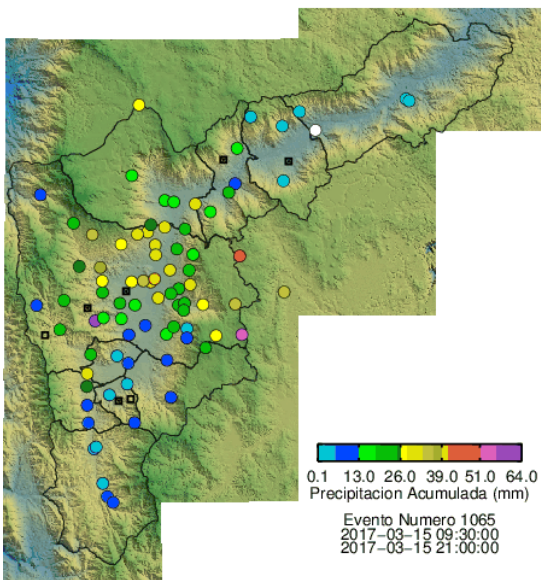 0.1 13.0 26.0 39.0 51.0 64.0
Precipitacion Acumulada (mm)
Evento Numero 1065
2017-03-15 09:30:00
2017-03-15 21:00:00